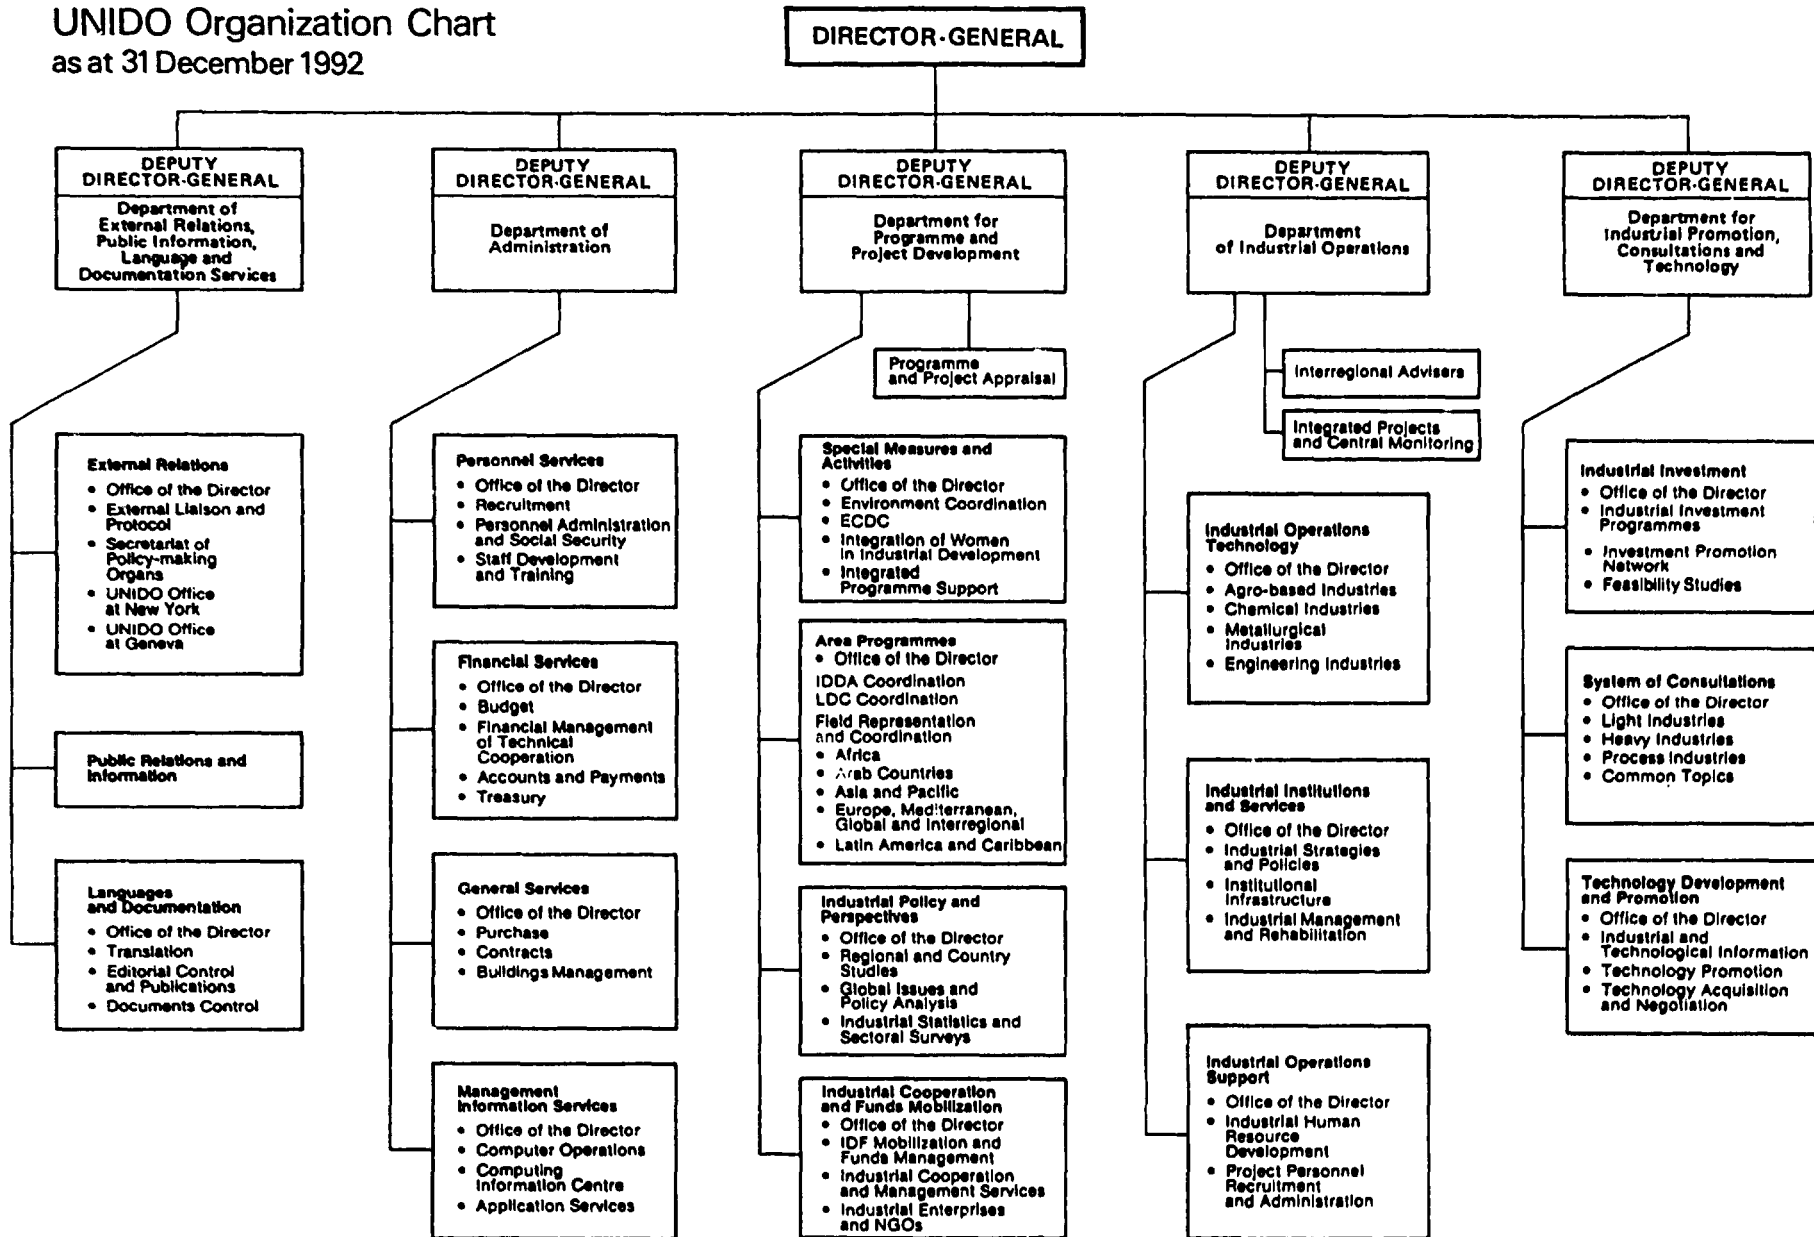 UNIDO Organization Chart
as at 31 December 1992
DIRECTOR-GENERAL
DEPUTY
DIRECTOR-GENERAL
Department of
External Relations,
Public Information,
Language and
Documentation Services
External Relations
• Office of the Director
• External Liaison and
Protocol
• Secretariat of
Policy-making
Organs
• UNIDO Office
at New York
• UNIDO Office
at Geneva
Public Relations and
Information
Languages
and Documentation
• Office of the Director
• Translation
• Editorial Control
and Publications
• Documents Control
DEPUTY
DIRECTOR-GENERAL
Department of
Administration
Personnel Services
• Office of the Director
• Recruitment
• Personnel Administration
and Social Security
• Staff Development
and Training
Financial Services
• Office of the Director
• Budget
• Financial Management
of Technical
Cooperation
• Accounts and Payments
• Treasury
General Services
• Office of the Director
• Purchase
• Contracts
• Buildings Management
Management
Information Services
• Office of the Director
• Computer Operations
• Computing
Information Centre
• Application Services
DEPUTY
DIRECTOR-GENERAL
Department for
Programme and
Project Development
Programme
and Project Appraisal
Special Measures and
Activities
• Office of the Director
• Environment Coordination
• ECDC
• Integration of Women
in Industrial Development
• Integrated
Programme Support
Area Programmes
• Office of the Director
IDDA Coordination
LDC Coordination
Field Representation
and Coordination
• Africa
• Arab Countries
• Asia and Pacific
• Europe, Mediterranean,
Global and Interregional
• Latin America and Caribbean
Industrial Policy and
Perspectives
• Office of the Director
• Regional and Country
Studies
• Global Issues and
Policy Analysis
• Industrial Statistics and
Sectoral Surveys
Industrial Cooperation
and Funds Mobilization
• Office of the Director
• IDF Mobilization and
Funds Management
• Industrial Cooperation
and Management Services
• Industrial Enterprises
and NGOs
DEPUTY
DIRECTOR-GENERAL
Department
of Industrial Operations
Interregional Advisers
Integrated Projects
and Central Monitoring
Industrial Operations
Technology
• Office of the Director
• Agro-based Industries
• Chemical Industries
• Metallurgical
Industries
• Engineering Industries
Industrial Institutions
and Services
• Office of the Director
• Industrial Strategies
and Policies
• Institutional
Infrastructure
• Industrial Management
and Rehabilitation
Industrial Operations
Support
• Office of the Director
• Industrial Human
Resource
Development
• Project Personnel
Recruitment
and Administration
DEPUTY
DIRECTOR-GENERAL
Department for
Industrial Promotion,
Consultations and
Technology
Industrial Investment
• Office of the Director
• Industrial Investment
Programmes
• Investment Promotion
Network
• Feasibility Studies
System of Consultations
• Office of the Director
• Light Industries
• Heavy Industries
• Process Industries
• Common Topics
Technology Development
and Promotion
• Office of the Director
• Industrial and
Technological Information
• Technology Promotion
• Technology Acquisition
and Negotiation